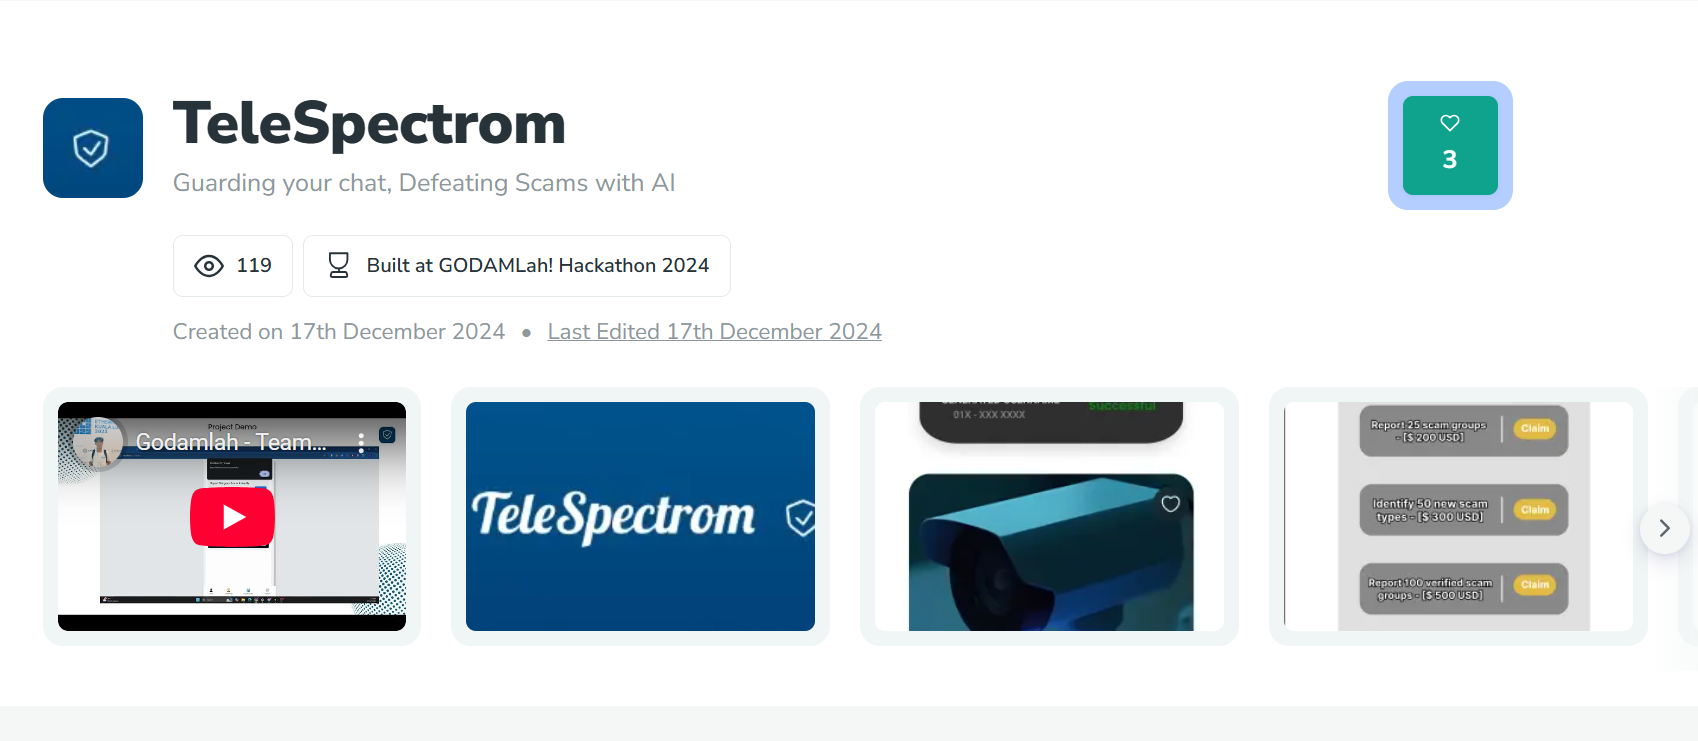 TeleSpectrom
3
Guarding your chat, Defeating Scams with AI
119
Built at GODAMLah! Hackathon 2024
Created on 17th December 2024 • Last Edited 17th December 2024
Project Demo
Godamlah - Team...
TeleSpectrom
01X - XXX XXXX
Successful
Report 25 scam groups
- [$ 200 USD]
Claim
Identify 50 new scam
types - [$ 300 USD]
Claim
Report 100 verified scam
groups - [$ 500 USD]
Claim